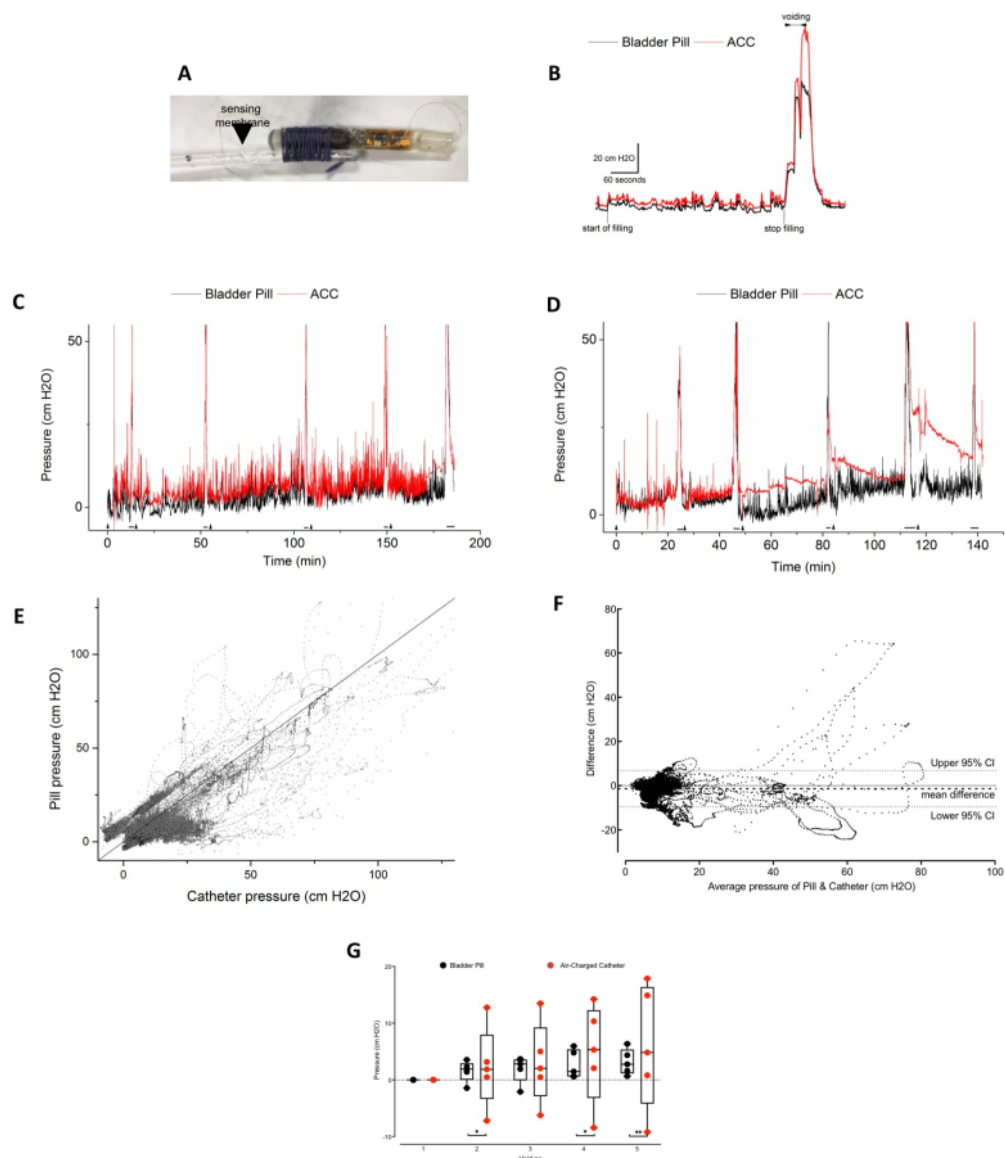 A
sensing
membrane
B
voiding
Bladder Pill
ACC
20 cm H2O
60 seconds
start of filling
stop filling
C
Bladder Pill
ACC
Pressure (cm H2O)
50
0
0
50
100
150
200
Time (min)
D
Bladder Pill
ACC
Pressure (cm H2O)
50
0
0
20
40
60
80
100
120
140
Time (min)
E
Pill pressure (cm H2O)
100
50
0
0
50
100
Catheter pressure (cm H2O)
F
Difference (cm H2O)
80
60
40
20
0
-20
Upper 95% CI
mean difference
Lower 95% CI
0
20
40
60
80
100
Average pressure of Pill & Catheter (cm H2O)
G
Bladder Pill
Air-Charged Catheter
Pressure (cm H2O)
20
10
0
-10
*
*
**
1
2
3
4
5